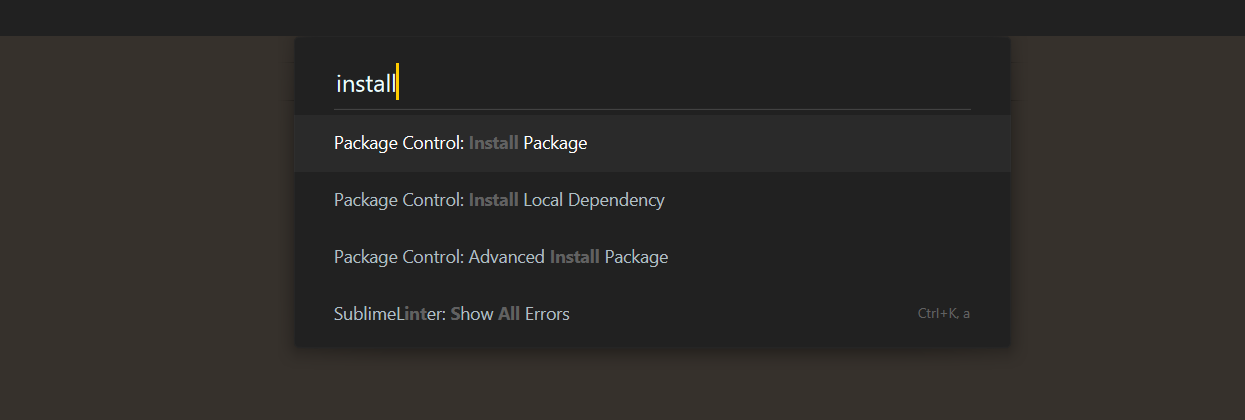 install
Package Control: Install Package
Package Control: Install Local Dependency
Package Control: Advanced Install Package
SublimeLinter: Show All Errors Ctrl+K, a